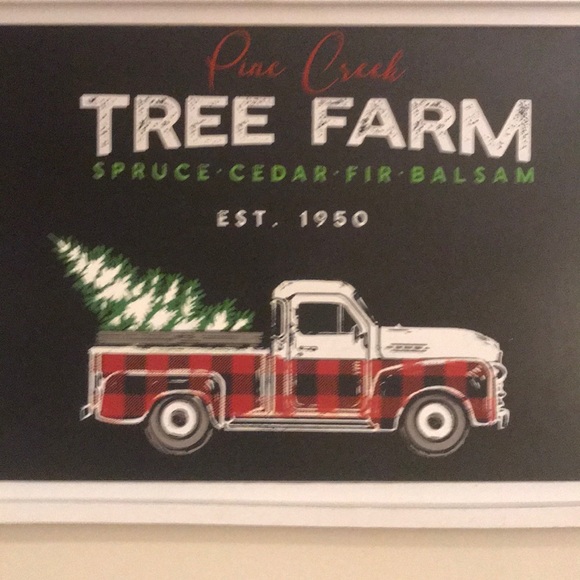 Pine Creek
TREE FARM
SPRUCE·CEDAR·FIR·BALSAM
EST. 1950